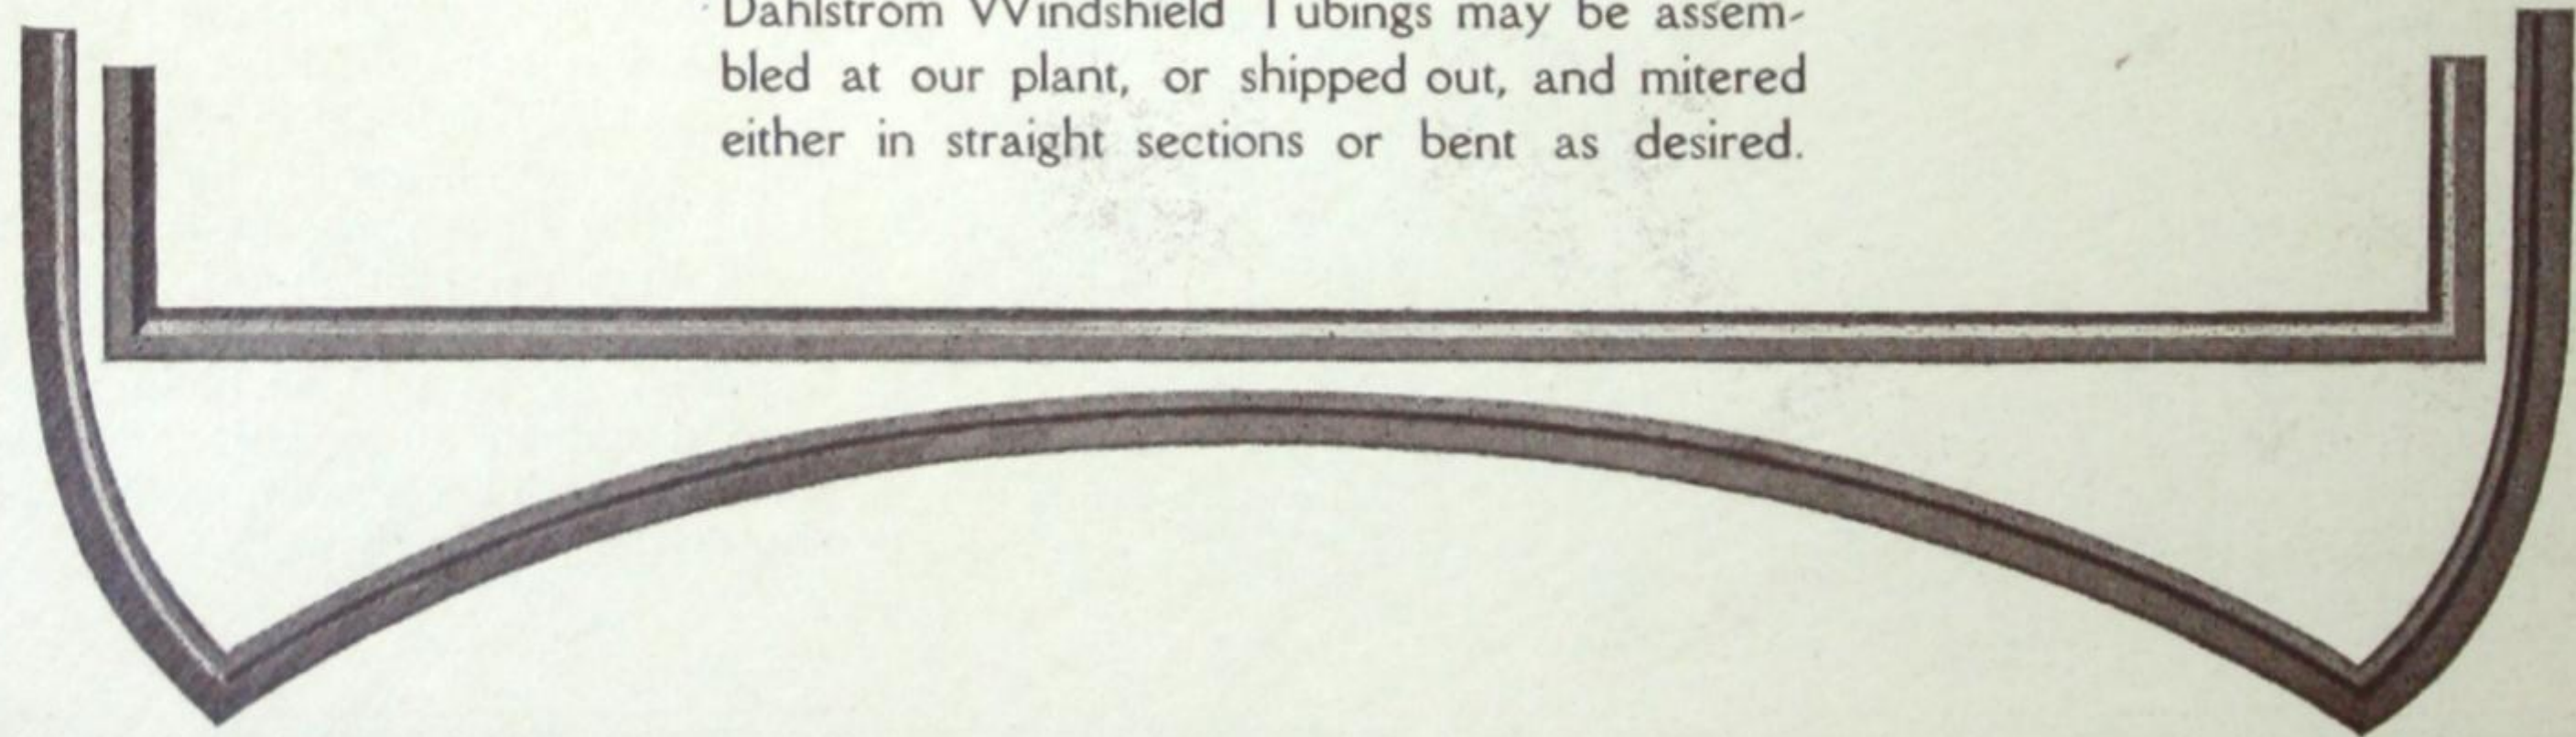 Dahlstrom Windshield Tubings may be assem-
bled at our plant, or shipped out, and mitered
either in straight sections or bent as desired.